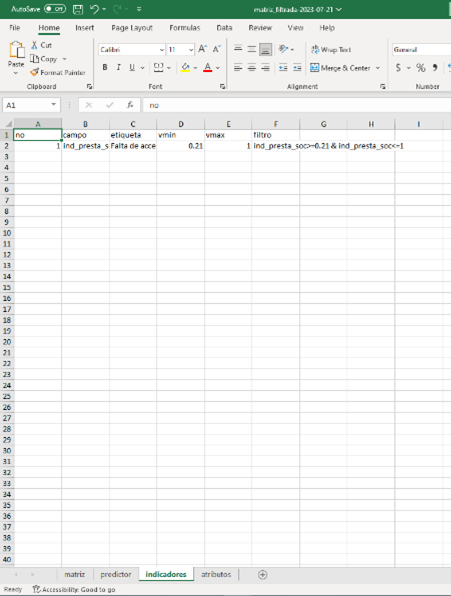 AutoSave Off matriz_filtrada-2023-07-21
File Home Insert Page Layout Formulas Data Review View Help
Paste
Cut
Copy
Format Painter
Calibri 11 A^ A˅
B I U A
Wrap Text
Merge & Center
General
$ % 9
Clipboard Font Alignment Number
A1 fx no
A B C D E F G H I
1 no campo etiqueta vmin vmax filtro
2 1 ind_presta_s Falta de acce 0.21 1 ind_presta_soc>=0.21 & ind_presta_soc<=1
3
4
5
6
7
8
9
10
11
12
13
14
15
16
17
18
19
20
21
22
23
24
25
26
27
28
29
30
31
32
33
34
35
36
37
38
39
40
matriz predictor indicadores atributos
Ready Accessibility: Good to go